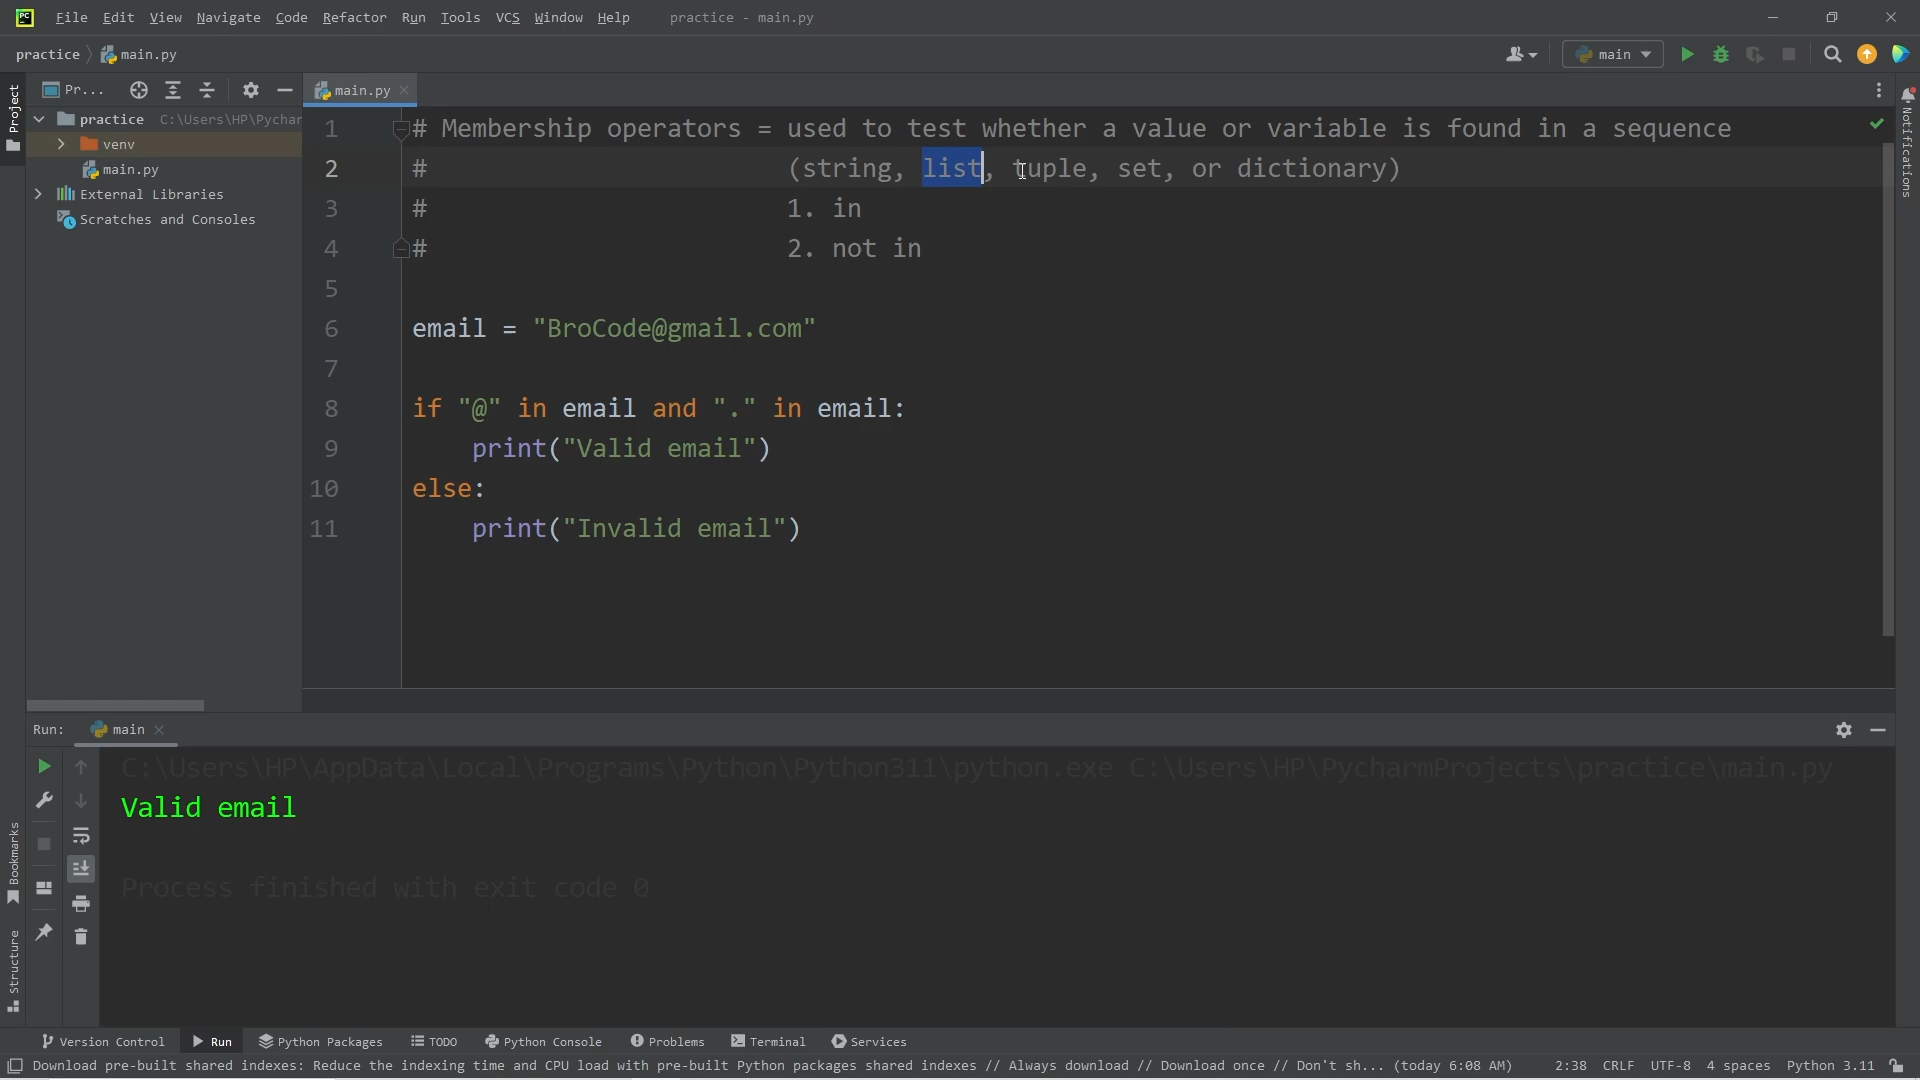 PC File Edit View Navigate Code Refactor Run Tools VCS Window Help practice - main.py
practice main.py main
Project Pr... main.py
practice C:\Users\HP\Pychar
venv
main.py
External Libraries
Scratches and Consoles
1 # Membership operators = used to test whether a value or variable is found in a sequence
2 # (string, list, tuple, set, or dictionary)
3 # 1. in
4 # 2. not in
5
6 email = "BroCode@gmail.com"
7
8 if "@" in email and "." in email:
9 print("Valid email")
10 else:
11 print("Invalid email")
Notifications
Run: main
C:\Users\HP\AppData\Local\Programs\Python\Python311\python.exe C:\Users\HP\PycharmProjects\practice\main.py
Valid email
Process finished with exit code 0
Bookmarks
Structure
Version Control Run Python Packages TODO Python Console Problems Terminal Services
Download pre-built shared indexes: Reduce the indexing time and CPU load with pre-built Python packages shared indexes // Always download // Download once // Don't sh... (today 6:08 AM) 2:38 CRLF UTF-8 4 spaces Python 3.11